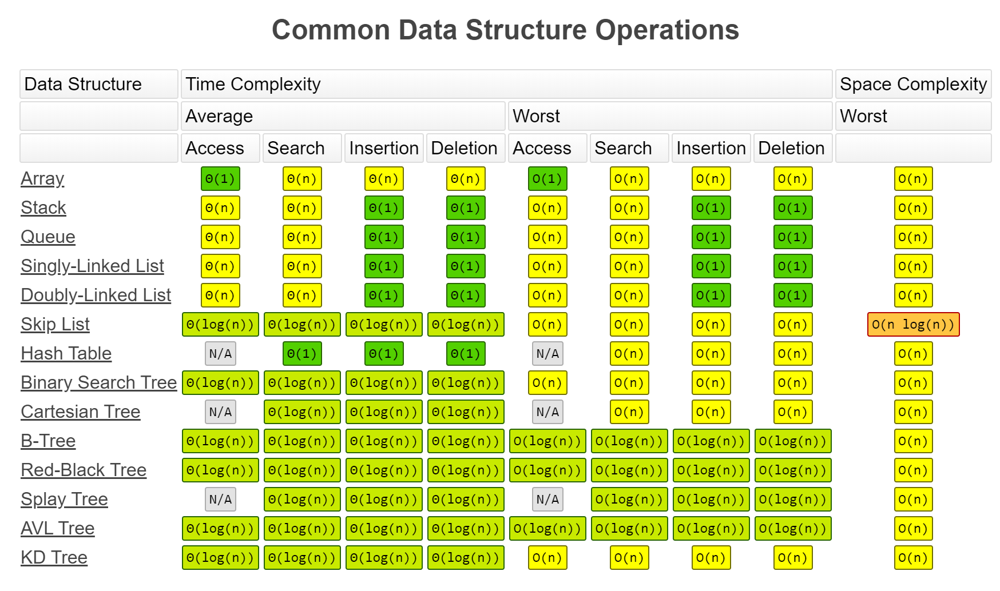 Common Data Structure Operations
Data Structure Time Complexity Space Complexity
Average Worst Worst
Access Search Insertion Deletion Access Search Insertion Deletion
Array Θ(1) Θ(n) Θ(n) Θ(n) O(1) O(n) O(n) O(n) O(n)
Stack Θ(n) Θ(n) Θ(1) Θ(1) O(n) O(n) O(1) O(1) O(n)
Queue Θ(n) Θ(n) Θ(1) Θ(1) O(n) O(n) O(1) O(1) O(n)
Singly-Linked List Θ(n) Θ(n) Θ(1) Θ(1) O(n) O(n) O(1) O(1) O(n)
Doubly-Linked List Θ(n) Θ(n) Θ(1) Θ(1) O(n) O(n) O(1) O(1) O(n)
Skip List Θ(log(n)) Θ(log(n)) Θ(log(n)) Θ(log(n)) O(n) O(n) O(n) O(n) O(n log(n))
Hash Table N/A Θ(1) Θ(1) Θ(1) N/A O(n) O(n) O(n) O(n)
Binary Search Tree Θ(log(n)) Θ(log(n)) Θ(log(n)) Θ(log(n)) O(n) O(n) O(n) O(n) O(n)
Cartesian Tree N/A Θ(log(n)) Θ(log(n)) Θ(log(n)) N/A O(n) O(n) O(n) O(n)
B-Tree Θ(log(n)) Θ(log(n)) Θ(log(n)) Θ(log(n)) O(log(n)) O(log(n)) O(log(n)) O(log(n)) O(n)
Red-Black Tree Θ(log(n)) Θ(log(n)) Θ(log(n)) Θ(log(n)) O(log(n)) O(log(n)) O(log(n)) O(log(n)) O(n)
Splay Tree N/A Θ(log(n)) Θ(log(n)) Θ(log(n)) N/A O(log(n)) O(log(n)) O(log(n)) O(n)
AVL Tree Θ(log(n)) Θ(log(n)) Θ(log(n)) Θ(log(n)) O(log(n)) O(log(n)) O(log(n)) O(log(n)) O(n)
KD Tree Θ(log(n)) Θ(log(n)) Θ(log(n)) Θ(log(n)) O(n) O(n) O(n) O(n) O(n)